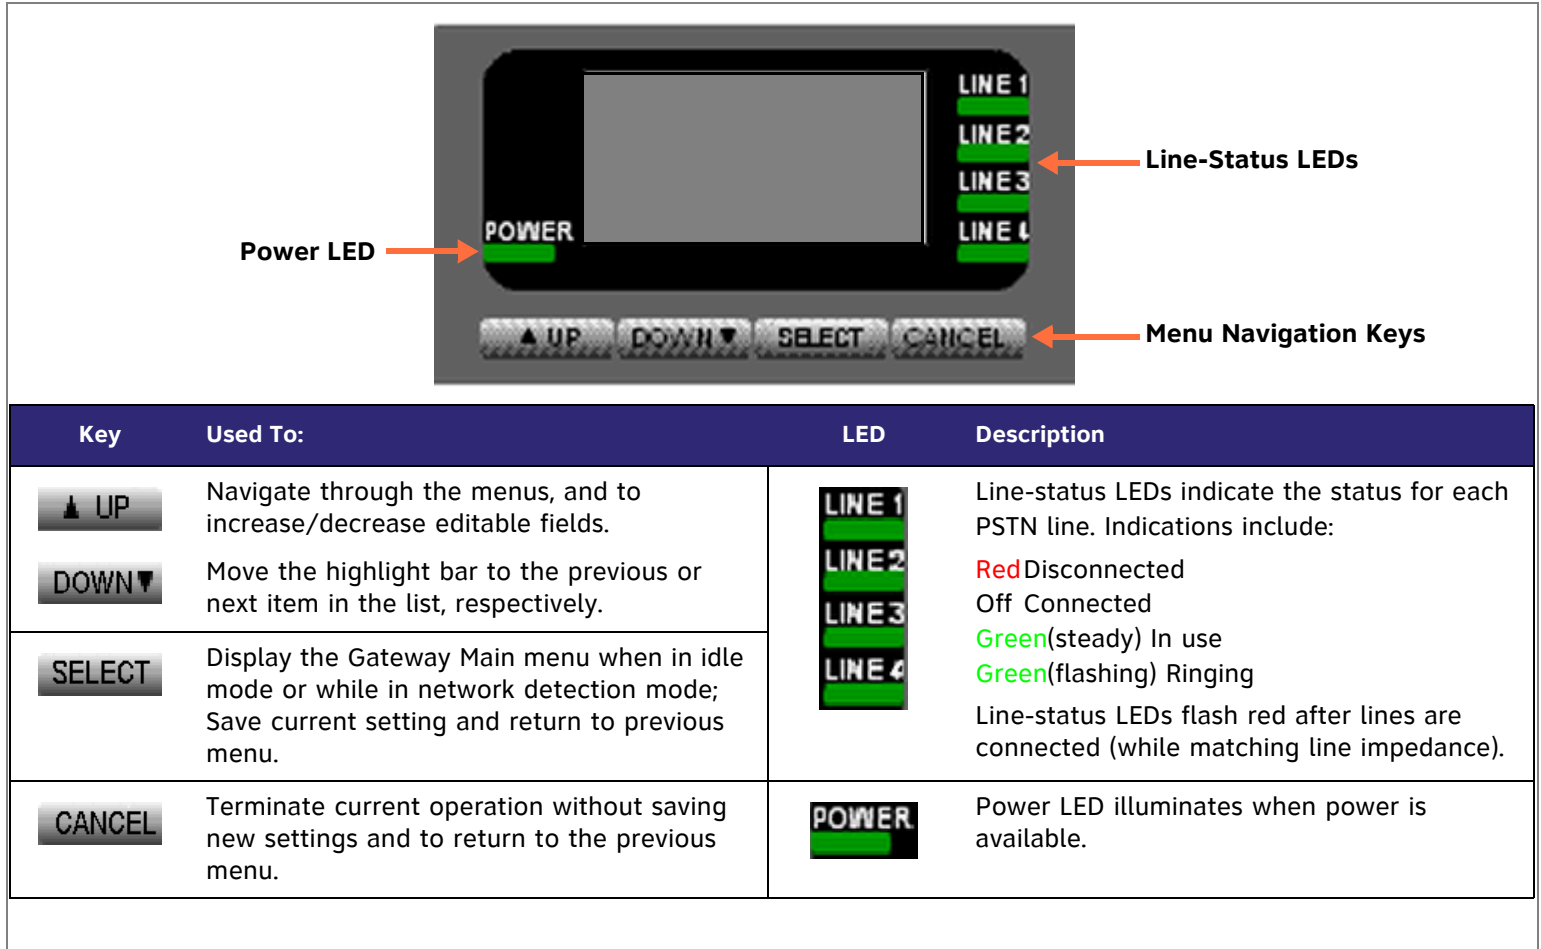 LINE 1
LINE 2
LINE 3
LINE 4
Line-Status LEDs
POWER
Power LED
▲ UP
DOWN ▼
SELECT
CANCEL
Menu Navigation Keys
Key
Used To:
LED
Description
▲ UP
Navigate through the menus, and to
increase/decrease editable fields.
DOWN▼
Move the highlight bar to the previous or
next item in the list, respectively.
SELECT
Display the Gateway Main menu when in idle
mode or while in network detection mode;
Save current setting and return to previous
menu.
CANCEL
Terminate current operation without saving
new settings and to return to the previous
menu.
LINE 1
LINE 2
LINE 3
LINE 4
Line-status LEDs indicate the status for each
PSTN line. Indications include:
Red Disconnected
Off Connected
Green(steady) In use
Green(flashing) Ringing
Line-status LEDs flash red after lines are
connected (while matching line impedance).
POWER
Power LED illuminates when power is
available.